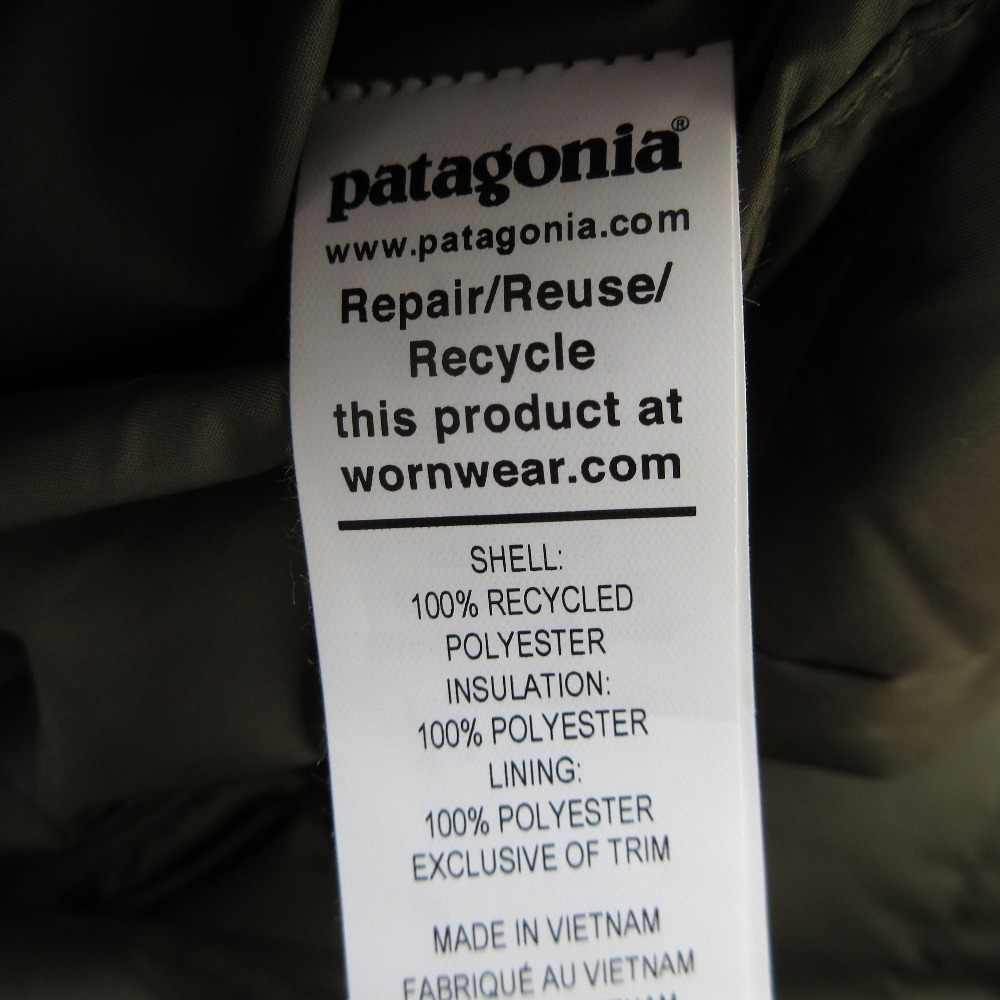 patagonia®
www.patagonia.com
Repair/Reuse/
Recycle
this product at
wornwear.com
SHELL:
100% RECYCLED
POLYESTER
INSULATION:
100% POLYESTER
LINING:
100% POLYESTER
EXCLUSIVE OF TRIM
MADE IN VIETNAM
FABRIQUÉ AU VIETNAM